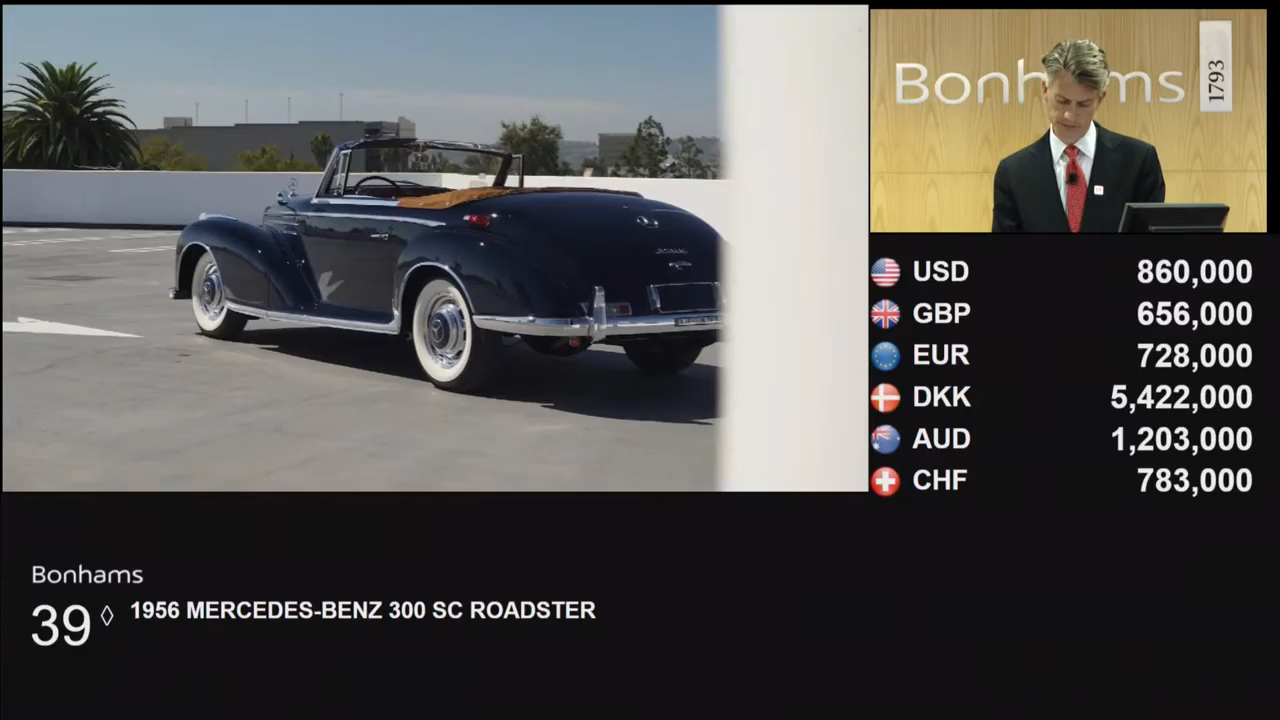 Bonhams
1793
USD 860,000
GBP 656,000
EUR 728,000
DKK 5,422,000
AUD 1,203,000
CHF 783,000
Bonhams
39 ◊ 1956 MERCEDES-BENZ 300 SC ROADSTER